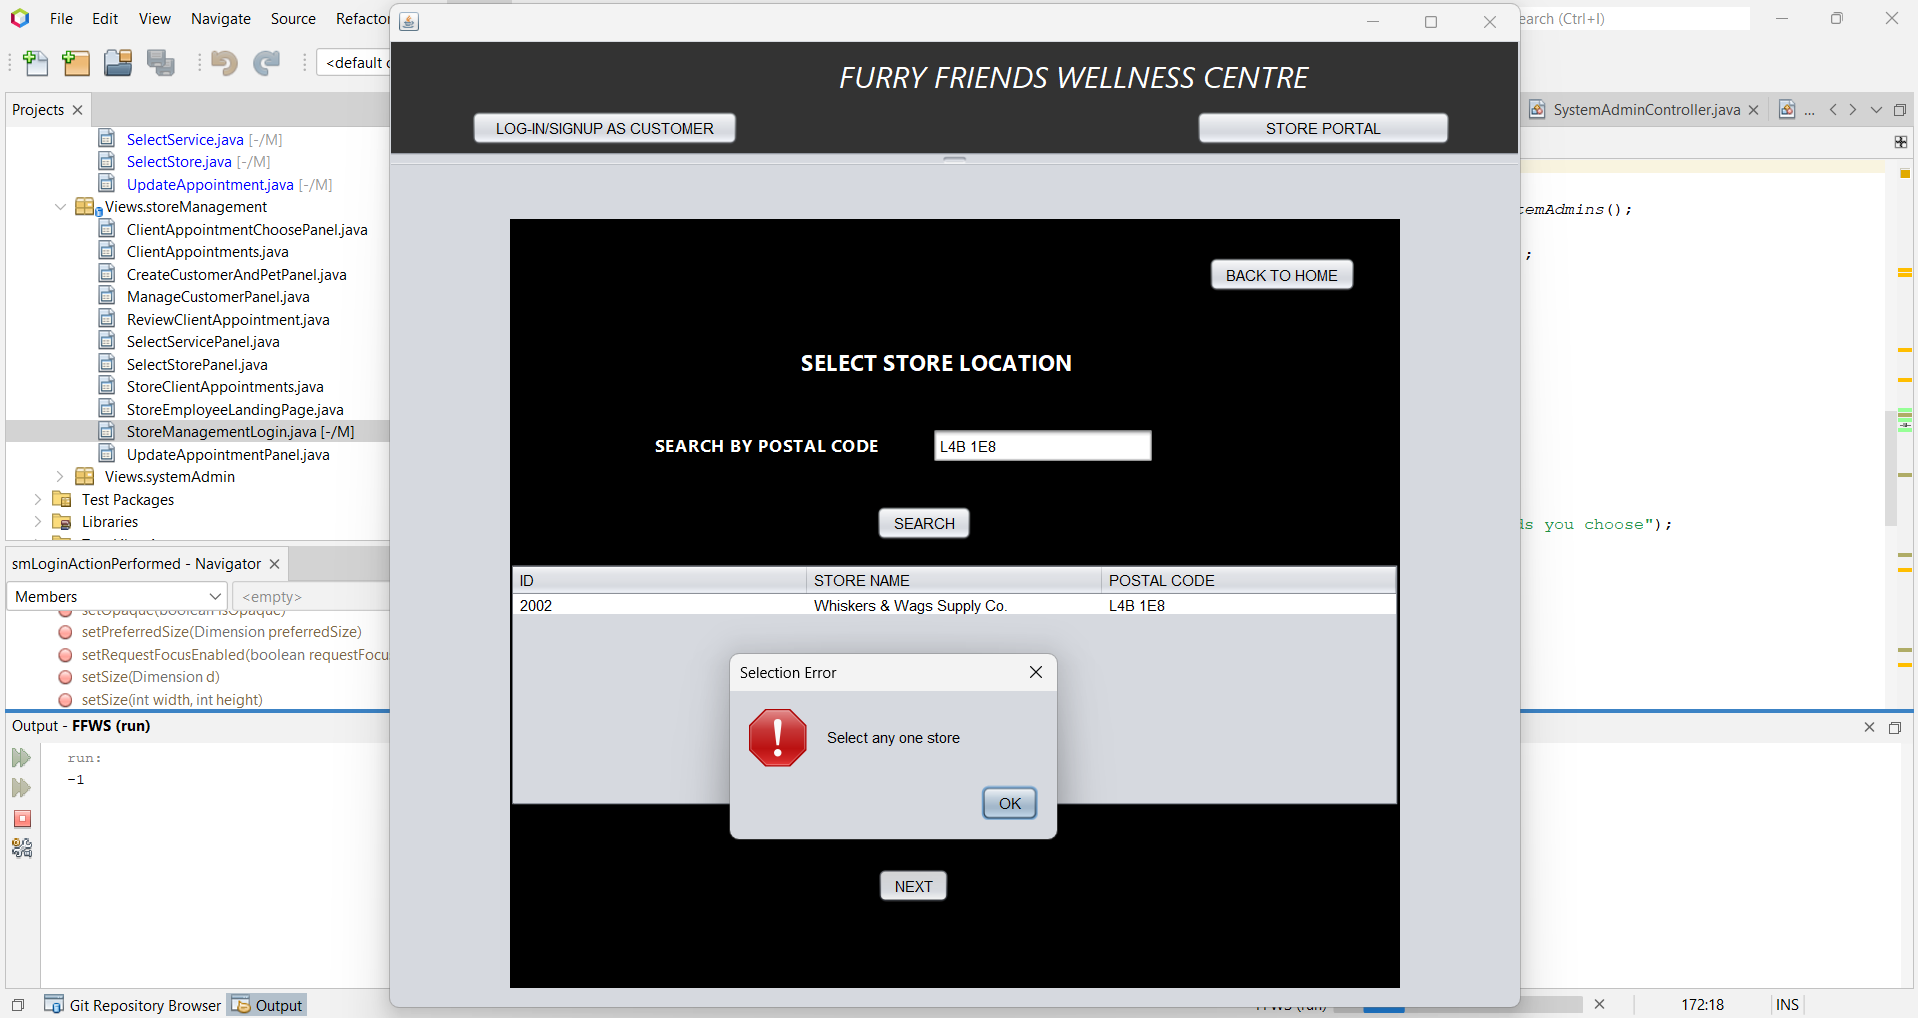 File Edit View Navigate Source Refactor
earch (Ctrl+I)
<default c
FURRY FRIENDS WELLNESS CENTRE
LOG-IN/SIGNUP AS CUSTOMER
STORE PORTAL
Projects
SystemAdminController.java
...
SelectService.java [-/M]
SelectStore.java [-/M]
UpdateAppointment.java [-/M]
Views.storeManagement
ClientAppointmentChoosePanel.java
ClientAppointments.java
CreateCustomerAndPetPanel.java
ManageCustomerPanel.java
ReviewClientAppointment.java
SelectServicePanel.java
SelectStorePanel.java
StoreClientAppointments.java
StoreEmployeeLandingPage.java
StoreManagementLogin.java [-/M]
UpdateAppointmentPanel.java
Views.systemAdmin
Test Packages
Libraries
temAdmins();
;
ds you choose");
BACK TO HOME
SELECT STORE LOCATION
SEARCH BY POSTAL CODE
L4B 1E8
SEARCH
ID STORE NAME POSTAL CODE
2002 Whiskers & Wags Supply Co. L4B 1E8
Selection Error
Select any one store
OK
NEXT
smLoginActionPerformed - Navigator
Members
<empty>
setOpaque(boolean isOpaque)
setPreferredSize(Dimension preferredSize)
setRequestFocusEnabled(boolean requestFocu
setSize(Dimension d)
setSize(int width, int height)
Output - FFWS (run)
run:
-1
Git Repository Browser
Output
FFWS (run)
172:18
INS